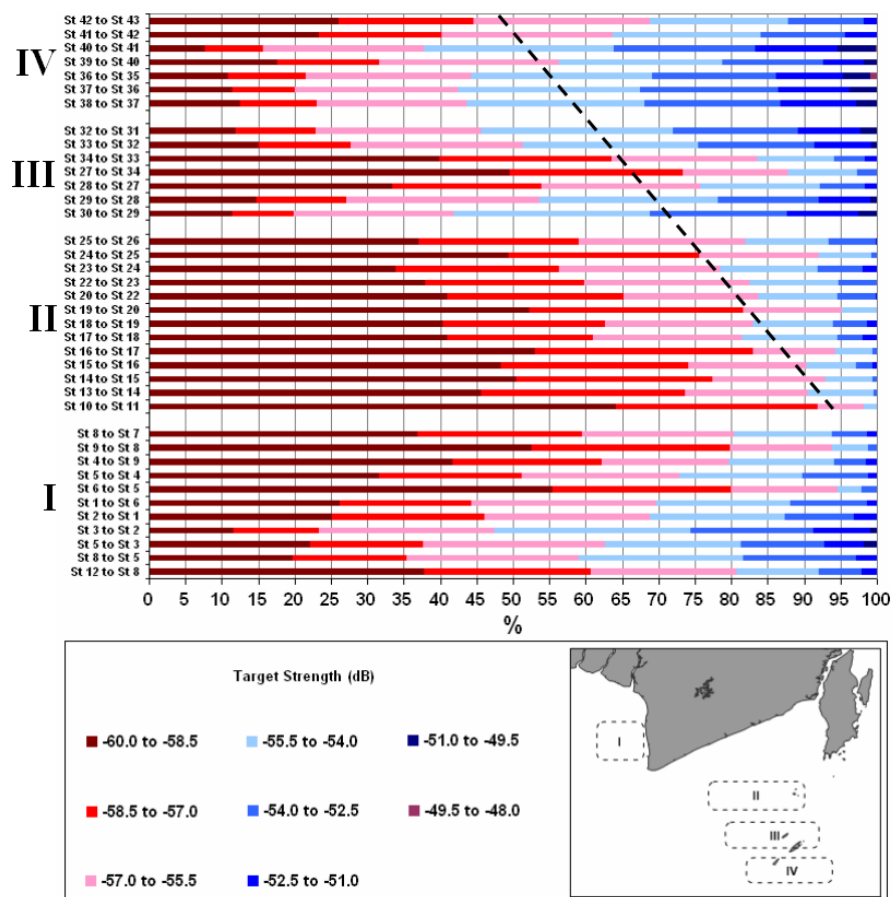 IV
St 42 to St 43
St 41 to St 42
St 40 to St 41
St 39 to St 40
St 36 to St 35
St 37 to St 36
St 38 to St 37
III
St 32 to St 31
St 33 to St 32
St 34 to St 33
St 27 to St 34
St 28 to St 27
St 29 to St 28
St 30 to St 29
II
St 25 to St 26
St 24 to St 25
St 23 to St 24
St 22 to St 23
St 20 to St 22
St 19 to St 20
St 18 to St 19
St 17 to St 18
St 16 to St 17
St 15 to St 16
St 14 to St 15
St 13 to St 14
St 10 to St 11
I
St 8 to St 7
St 9 to St 8
St 4 to St 9
St 5 to St 4
St 6 to St 5
St 1 to St 6
St 2 to St 1
St 3 to St 2
St 5 to St 3
St 8 to St 5
St 12 to St 8
0 5 10 15 20 25 30 35 40 45 50 55 60 65 70 75 80 85 90 95 100
%
Target Strength (dB)
-60.0 to -58.5
-55.5 to -54.0
-51.0 to -49.5
-58.5 to -57.0
-54.0 to -52.5
-49.5 to -48.0
-57.0 to -55.5
-52.5 to -51.0
I
II
III
IV